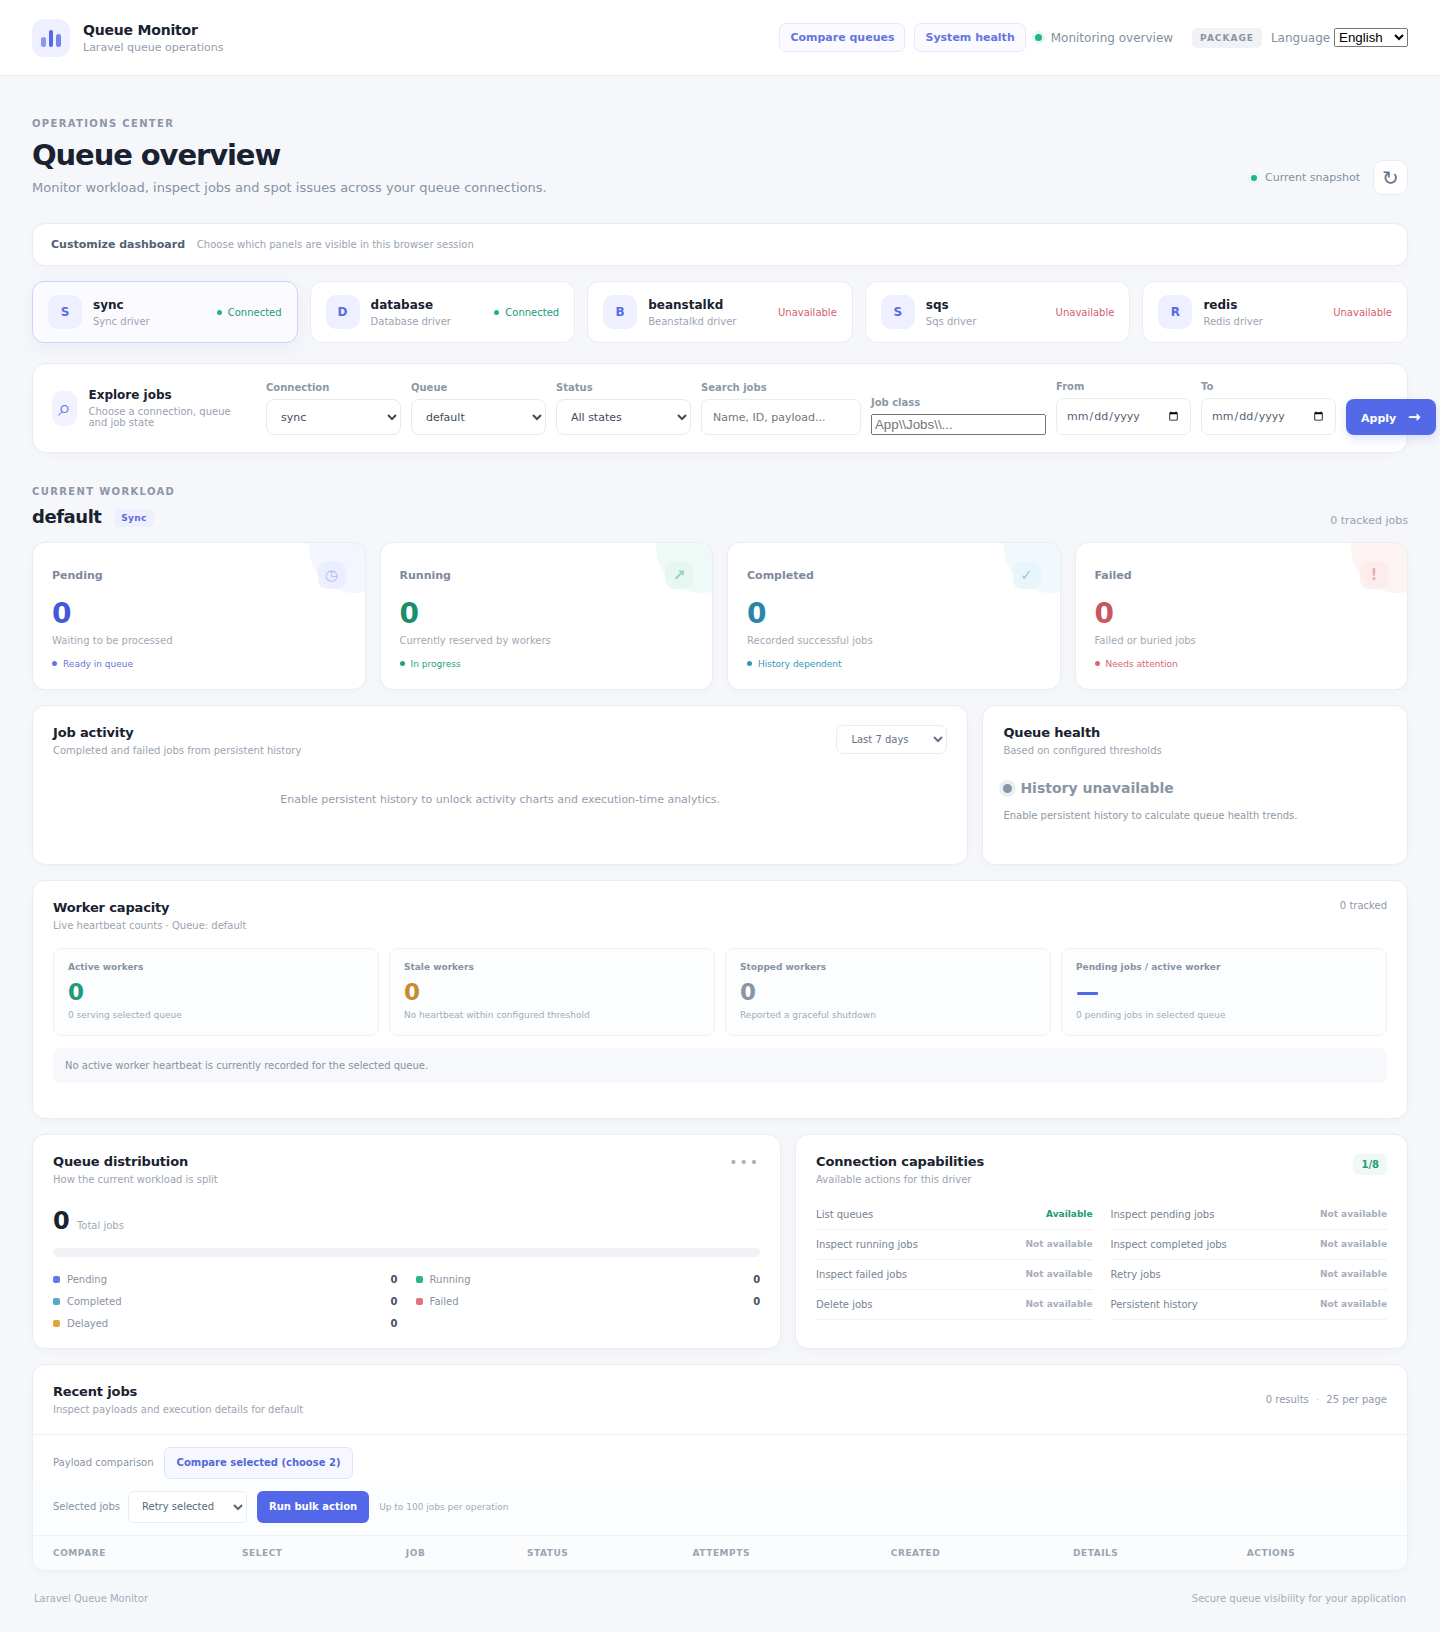 Queue Monitor
Laravel queue operations
Compare queues
System health
Monitoring overview
PACKAGE
Language
English
OPERATIONS CENTER
Queue overview
Monitor workload, inspect jobs and spot issues across your queue connections.
Current snapshot
Customize dashboard
Choose which panels are visible in this browser session
S
sync
Sync driver
Connected
D
database
Database driver
Connected
B
beanstalkd
Beanstalkd driver
Unavailable
S
sqs
Sqs driver
Unavailable
R
redis
Redis driver
Unavailable
Explore jobs
Choose a connection, queue
and job state
Connection
sync
Queue
default
Status
All states
Search jobs
Name, ID, payload...
Job class
App\\Jobs\\...
From
mm/dd/yyyy
To
mm/dd/yyyy
Apply →
CURRENT WORKLOAD
default
Sync
0 tracked jobs
Pending
0
Waiting to be processed
Ready in queue
Running
↗
0
Currently reserved by workers
In progress
Completed
✓
0
Recorded successful jobs
History dependent
Failed
!
0
Failed or buried jobs
Needs attention
Job activity
Completed and failed jobs from persistent history
Last 7 days
Enable persistent history to unlock activity charts and execution-time analytics.
Queue health
Based on configured thresholds
History unavailable
Enable persistent history to calculate queue health trends.
Worker capacity
Live heartbeat counts · Queue: default
0 tracked
Active workers
0
0 serving selected queue
Stale workers
0
No heartbeat within configured threshold
Stopped workers
0
Reported a graceful shutdown
Pending jobs / active worker
—
0 pending jobs in selected queue
No active worker heartbeat is currently recorded for the selected queue.
Queue distribution
How the current workload is split
•••
0 Total jobs
Pending 0
Running 0
Completed 0
Failed 0
Delayed 0
Connection capabilities
Available actions for this driver
1/8
List queues Available
Inspect pending jobs Not available
Inspect running jobs Not available
Inspect completed jobs Not available
Inspect failed jobs Not available
Retry jobs Not available
Delete jobs Not available
Persistent history Not available
Recent jobs
Inspect payloads and execution details for default
0 results · 25 per page
Payload comparison
Compare selected (choose 2)
Selected jobs
Retry selected
Run bulk action
Up to 100 jobs per operation
COMPARE SELECT JOB STATUS ATTEMPTS CREATED DETAILS ACTIONS
Laravel Queue Monitor
Secure queue visibility for your application